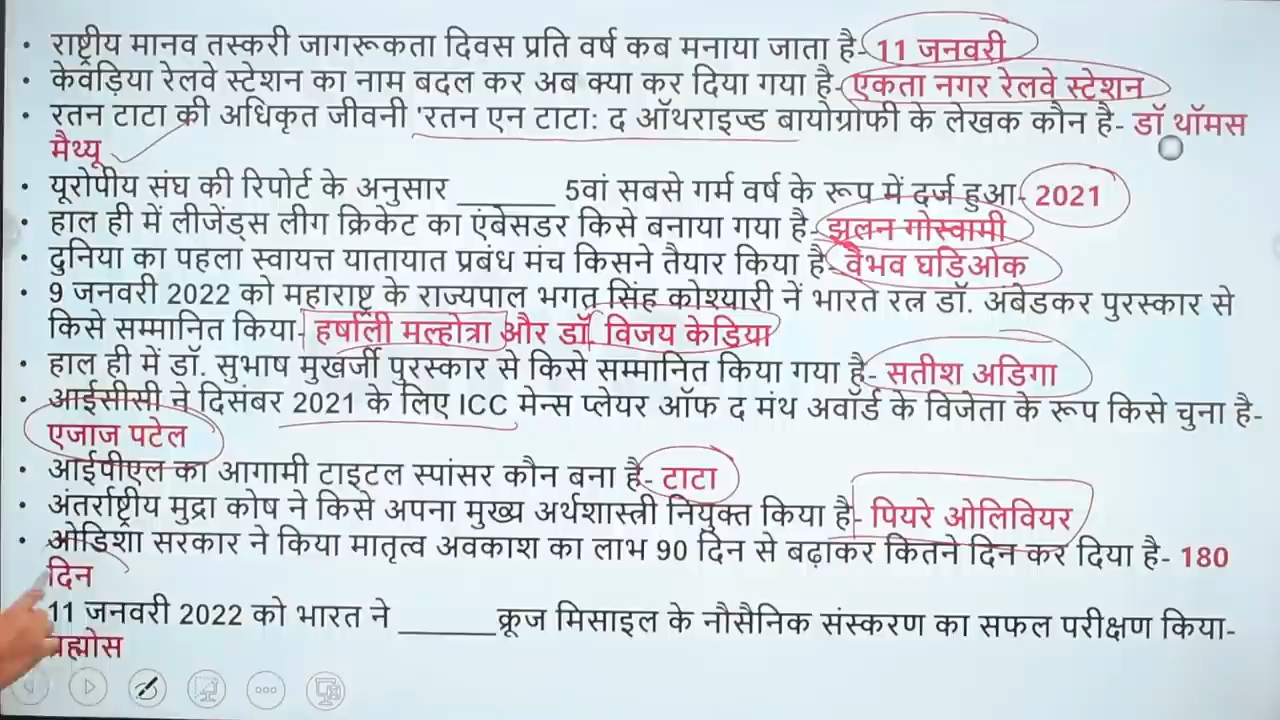 • राष्ट्रीय मानव तस्करी जागरूकता दिवस प्रति वर्ष कब मनाया जाता है- 11 जनवरी
• केवड़िया रेलवे स्टेशन का नाम बदल कर अब क्या कर दिया गया है- एकता नगर रेलवे स्टेशन
• रतन टाटा की अधिकृत जीवनी 'रतन एन टाटा: द ऑथराइज्ड बायोग्राफी के लेखक कौन है- डॉ थॉमस
मैथ्यू
• यूरोपीय संघ की रिपोर्ट के अनुसार ______ 5वां सबसे गर्म वर्ष के रूप में दर्ज हुआ- 2021
• हाल ही में लीजेंड्स लीग क्रिकेट का एंबेसडर किसे बनाया गया है- झूलन गोस्वामी
• दुनिया का पहला स्वायत्त यातायात प्रबंध मंच किसने तैयार किया है- वैभव घडिओक
• 9 जनवरी 2022 को महाराष्ट्र के राज्यपाल भगत सिंह कोश्यारी नें भारत रत्न डॉ. अंबेडकर पुरस्कार से
किसे सम्मानित किया- हर्षाली मल्होत्रा और डॉ विजय केडिया
• हाल ही में डॉ. सुभाष मुखर्जी पुरस्कार से किसे सम्मानित किया गया है- सतीश अडिगा
• आईसीसी ने दिसंबर 2021 के लिए ICC मेन्स प्लेयर ऑफ द मंथ अवॉर्ड के विजेता के रूप किसे चुना है-
एजाज पटेल
• आईपीएल का आगामी टाइटल स्पांसर कौन बना है- टाटा
• अंतर्राष्ट्रीय मुद्रा कोष ने किसे अपना मुख्य अर्थशास्त्री नियुक्त किया है- पियरे ओलिवियर
• ओडिशा सरकार ने किया मातृत्व अवकाश का लाभ 90 दिन से बढ़ाकर कितने दिन कर दिया है- 180
दिन
11 जनवरी 2022 को भारत ने ______ क्रूज मिसाइल के नौसैनिक संस्करण का सफल परीक्षण किया-
ब्रह्मोस